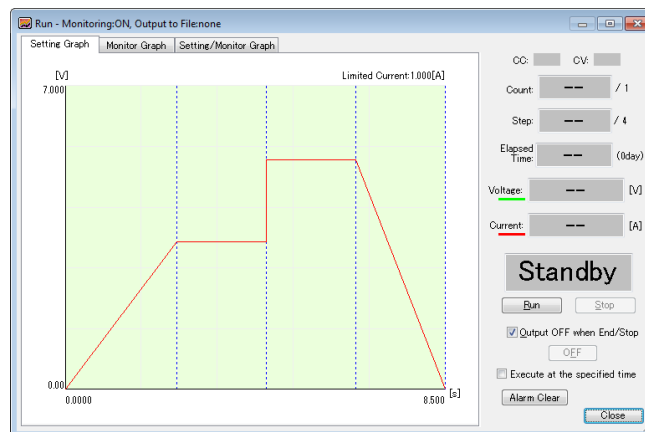 Run - Monitoring:ON, Output to File:none
Setting Graph Monitor Graph Setting/Monitor Graph
[V] Limited Current:1.000[A]
7.000
0.00
0.0000 8.500 [s]
CC: CV:
Count: -- / 1
Step: -- / 4
Elapsed Time: -- (0day)
Voltage: -- [V]
Current: -- [A]
Standby
Run Stop
Output OFF when End/Stop
OFF
Execute at the specified time
Alarm Clear
Close